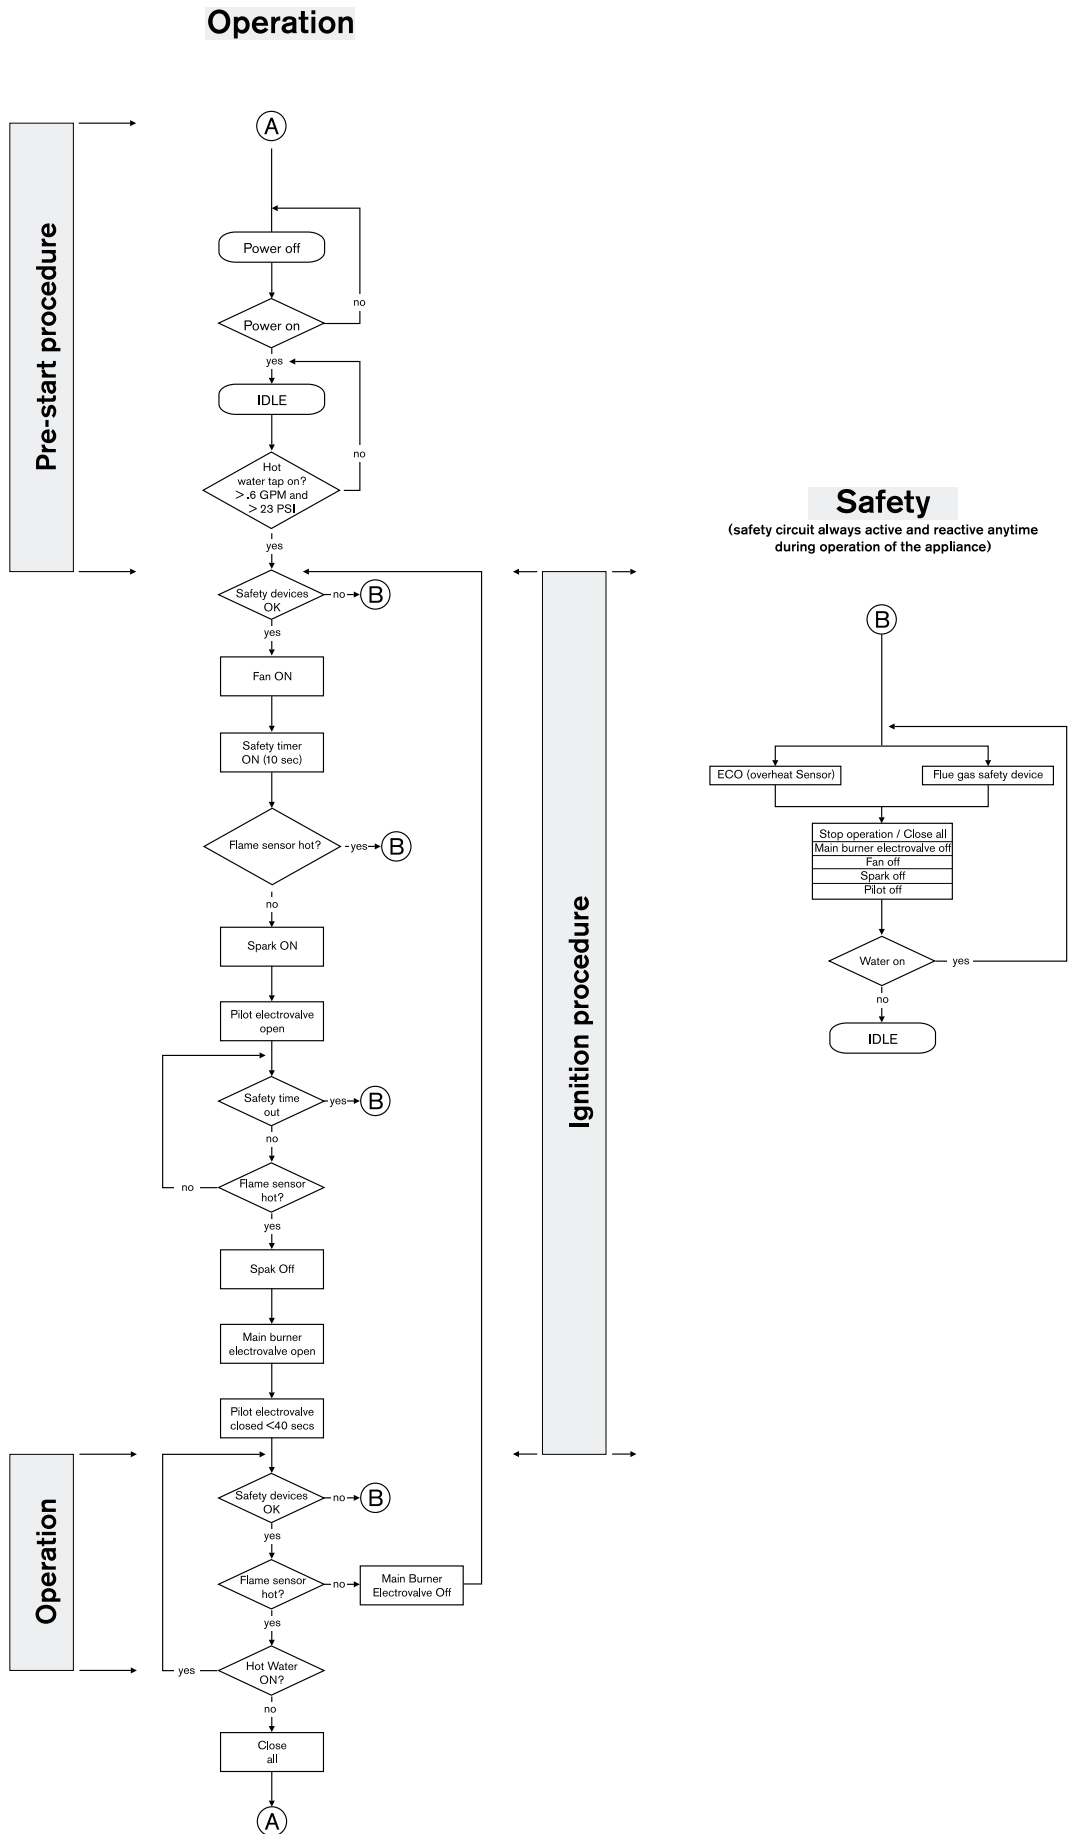 Operation
Pre-start procedure
A
Power off
no
Power on
yes
IDLE
no
Hot
water tap on?
> .6 GPM and
> 23 PSI
yes
Safety devices
OK
no
B
yes
Fan ON
Safety timer
ON (10 sec)
Flame sensor hot?
yes
B
no
Spark ON
Pilot electrovalve
open
Safety time
out
yes
B
no
Flame sensor
hot?
no
yes
Spak Off
Main burner
electrovalve open
Pilot electrovalve
closed <40 secs
Ignition procedure
Operation
Safety devices
OK
no
B
yes
Flame sensor
hot?
no
Main Burner
Electrovalve Off
yes
Hot Water
ON?
yes
no
Close
all
A
Safety
(safety circuit always active and reactive anytime
during operation of the appliance)
B
ECO (overheat Sensor)
Flue gas safety device
Stop operation / Close all
Main burner electrovalve off
Fan off
Spark off
Pilot off
Water on
yes
no
IDLE